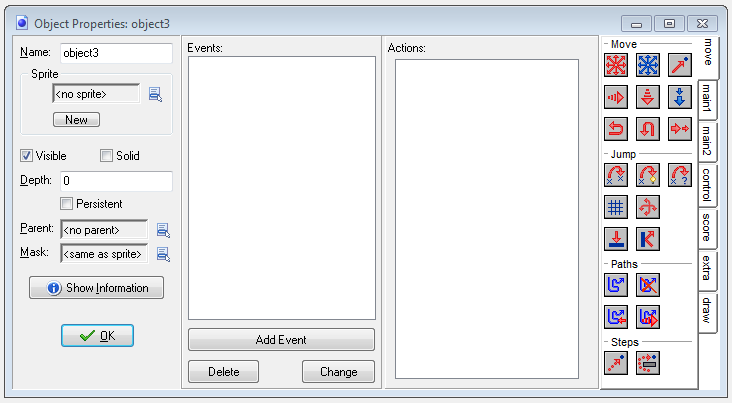 Object Properties: object3
Name: object3
Sprite
<no sprite>
New
Visible Solid
Depth: 0
Persistent
Parent: <no parent>
Mask: <same as sprite>
Show Information
OK
Events:
Add Event
Delete Change
Actions:
Move
Jump
Paths
Steps
move
main1
main2
control
score
extra
draw